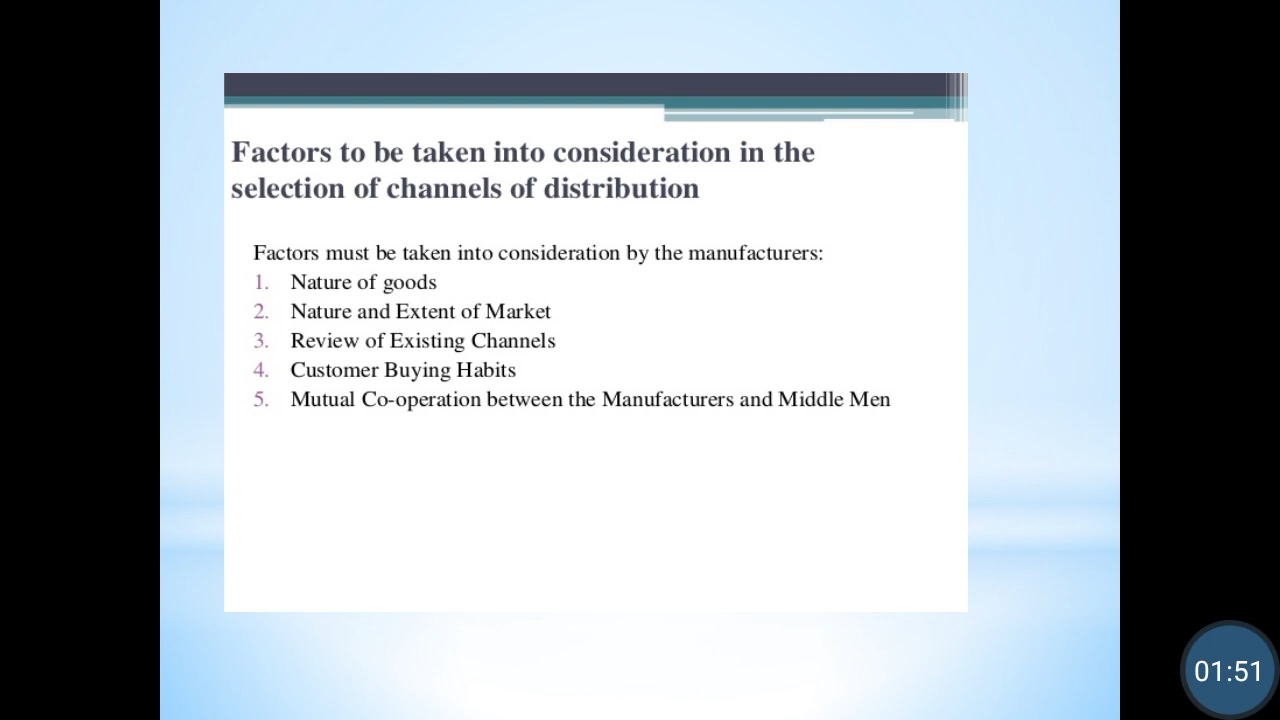 Factors to be taken into consideration in the
selection of channels of distribution
Factors must be taken into consideration by the manufacturers:
1. Nature of goods
2. Nature and Extent of Market
3. Review of Existing Channels
4. Customer Buying Habits
5. Mutual Co-operation between the Manufacturers and Middle Men
01:51